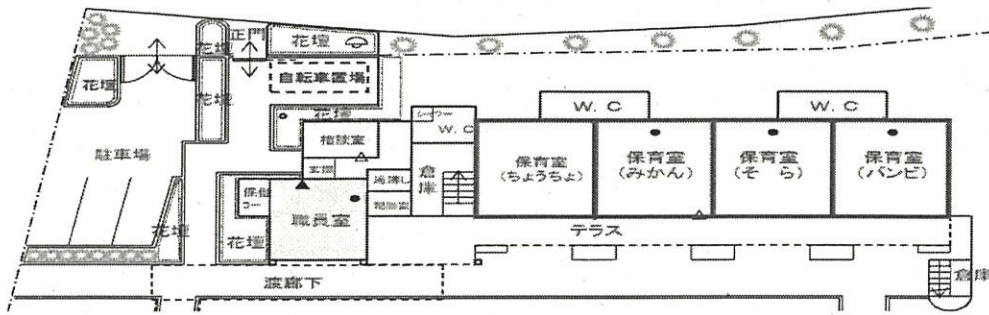 花壇
正門
花壇
花壇
自転車置場
花壇
花壇
W.C
W.C
シャワー
W.C
相談室
駐車場
保育室
(ちょうちょ)
保育室
(みかん)
保育室
(そら)
保育室
(バンビ)
玄関
倉庫
湯沸し
職員室
花壇
花壇
テラス
渡廊下
倉庫